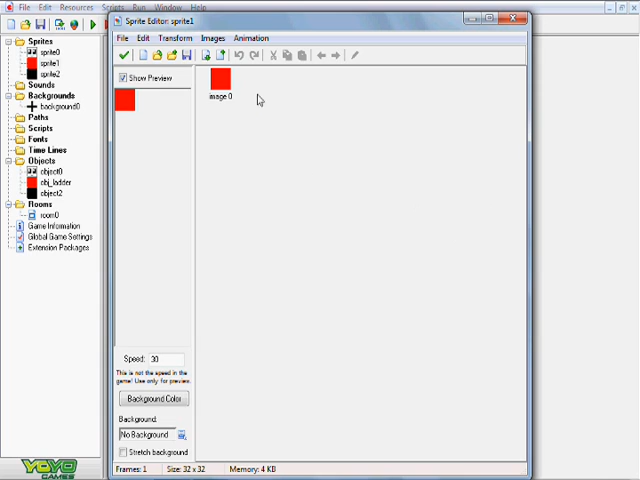 File Edit Resources Scripts Run Window Help
Sprite Editor: sprite1
File Edit Transform Images Animation
Show Preview
image 0
Speed: 30
This is not the speed in the
game! Use only for preview.
Background Color
Background:
No Background
Stretch background
Frames: 1 Size: 32 x 32 Memory: 4 KB
Sprites
sprite0
sprite1
sprite2
Sounds
Backgrounds
background0
Paths
Scripts
Fonts
Time Lines
Objects
object0
obj_ladder
object2
Rooms
room0
Game Information
Global Game Settings
Extension Packages
YOYO
GAMES